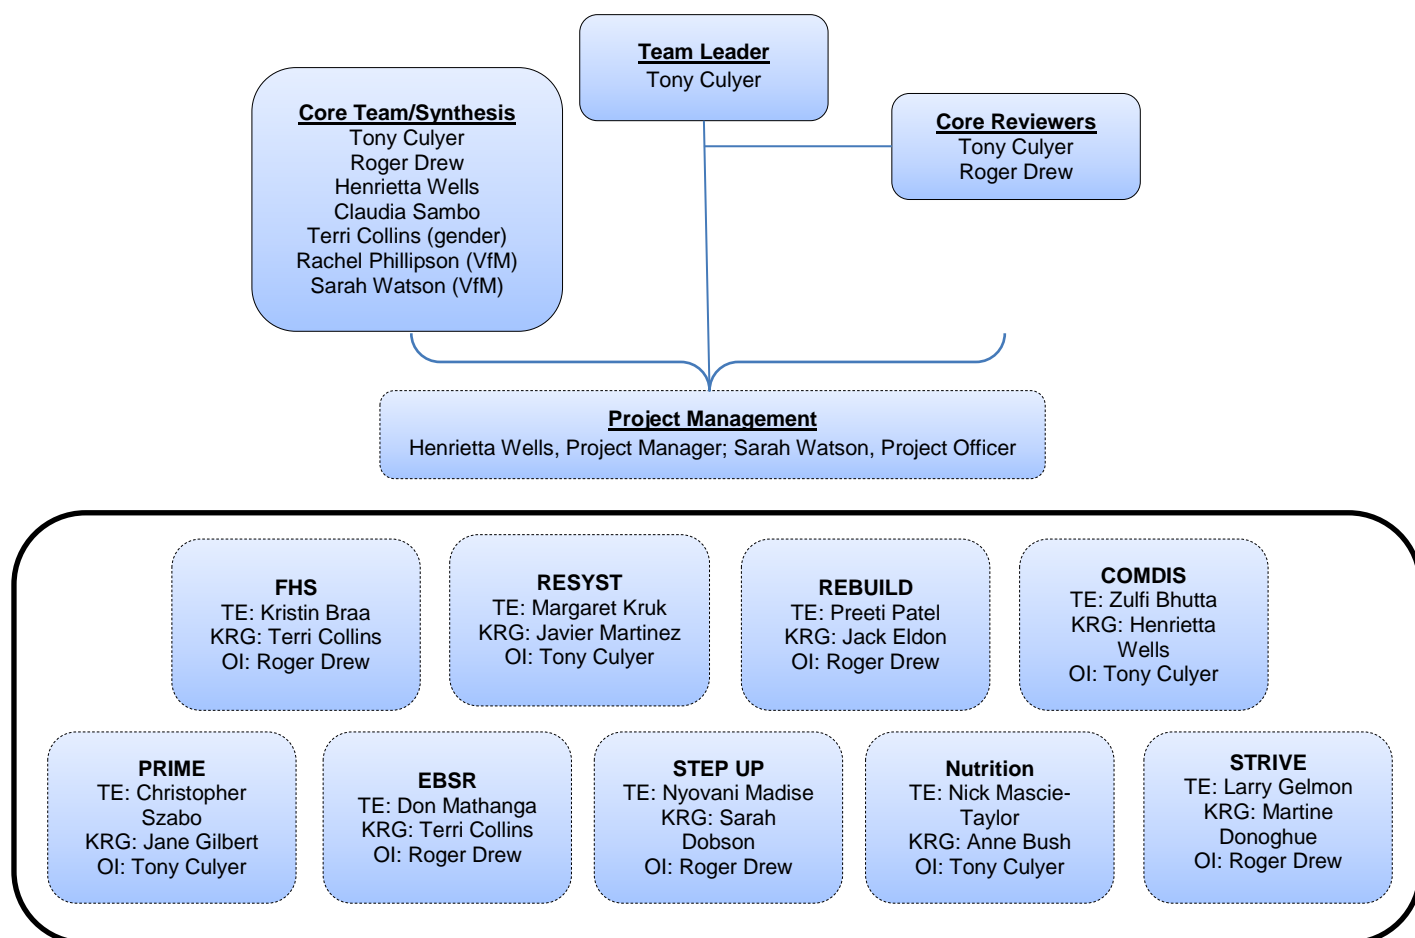 Team Leader
Tony Culyer
Core Team/Synthesis
Tony Culyer
Roger Drew
Henrietta Wells
Claudia Sambo
Terri Collins (gender)
Rachel Phillipson (VfM)
Sarah Watson (VfM)
Core Reviewers
Tony Culyer
Roger Drew
Project Management
Henrietta Wells, Project Manager; Sarah Watson, Project Officer
FHS
TE: Kristin Braa
KRG: Terri Collins
OI: Roger Drew
RESYST
TE: Margaret Kruk
KRG: Javier Martinez
OI: Tony Culyer
REBUILD
TE: Preeti Patel
KRG: Jack Eldon
OI: Roger Drew
COMDIS
TE: Zulfi Bhutta
KRG: Henrietta
Wells
OI: Tony Culyer
PRIME
TE: Christopher
Szabo
KRG: Jane Gilbert
OI: Tony Culyer
EBSR
TE: Don Mathanga
KRG: Terri Collins
OI: Roger Drew
STEP UP
TE: Nyovani Madise
KRG: Sarah
Dobson
OI: Roger Drew
Nutrition
TE: Nick Mascie-
Taylor
KRG: Anne Bush
OI: Tony Culyer
STRIVE
TE: Larry Gelmon
KRG: Martine
Donoghue
OI: Roger Drew